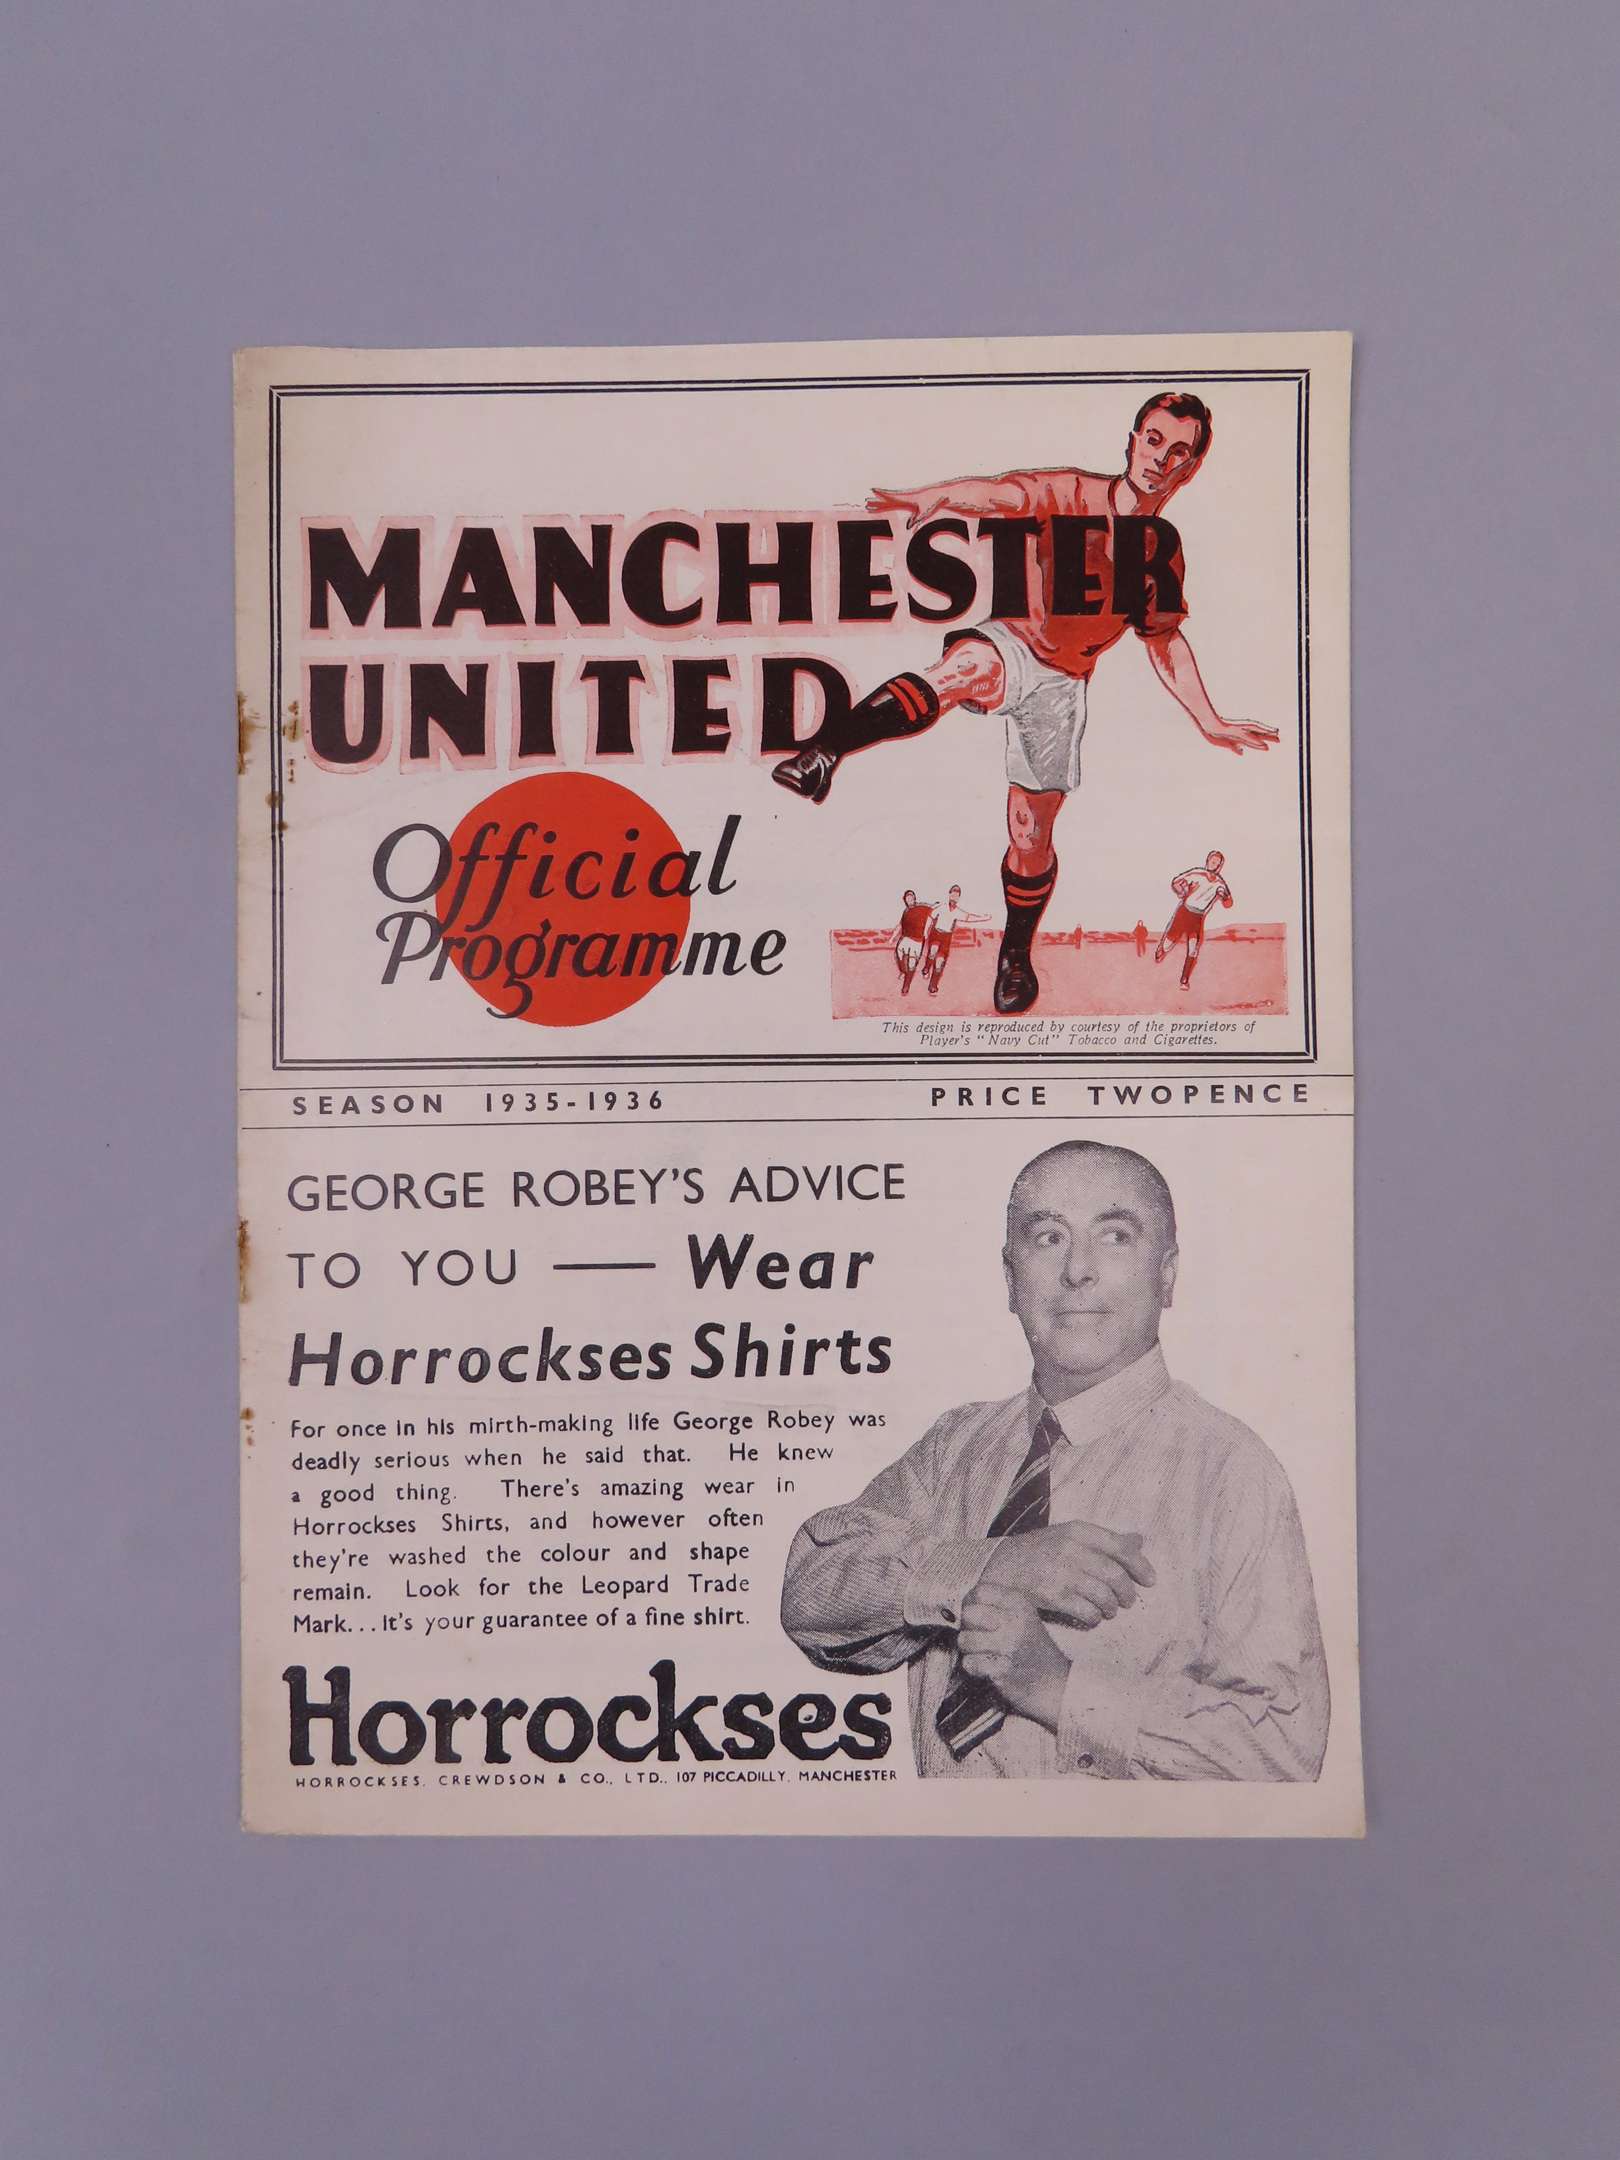 MANCHESTER
UNITED
Official
Programme
This design is reproduced by courtesy of the proprietors of
Player's "Navy Cut" Tobacco and Cigarettes.
SEASON 1935-1936 PRICE TWOPENCE
GEORGE ROBEY'S ADVICE
TO YOU — Wear
Horrockses Shirts
For once in his mirth-making life George Robey was
deadly serious when he said that. He knew
a good thing. There's amazing wear in
Horrockses Shirts, and however often
they're washed the colour and shape
remain. Look for the Leopard Trade
Mark... it's your guarantee of a fine shirt.
Horrockses
HORROCKSES, CREWDSON & CO., LTD., 107 PICCADILLY, MANCHESTER